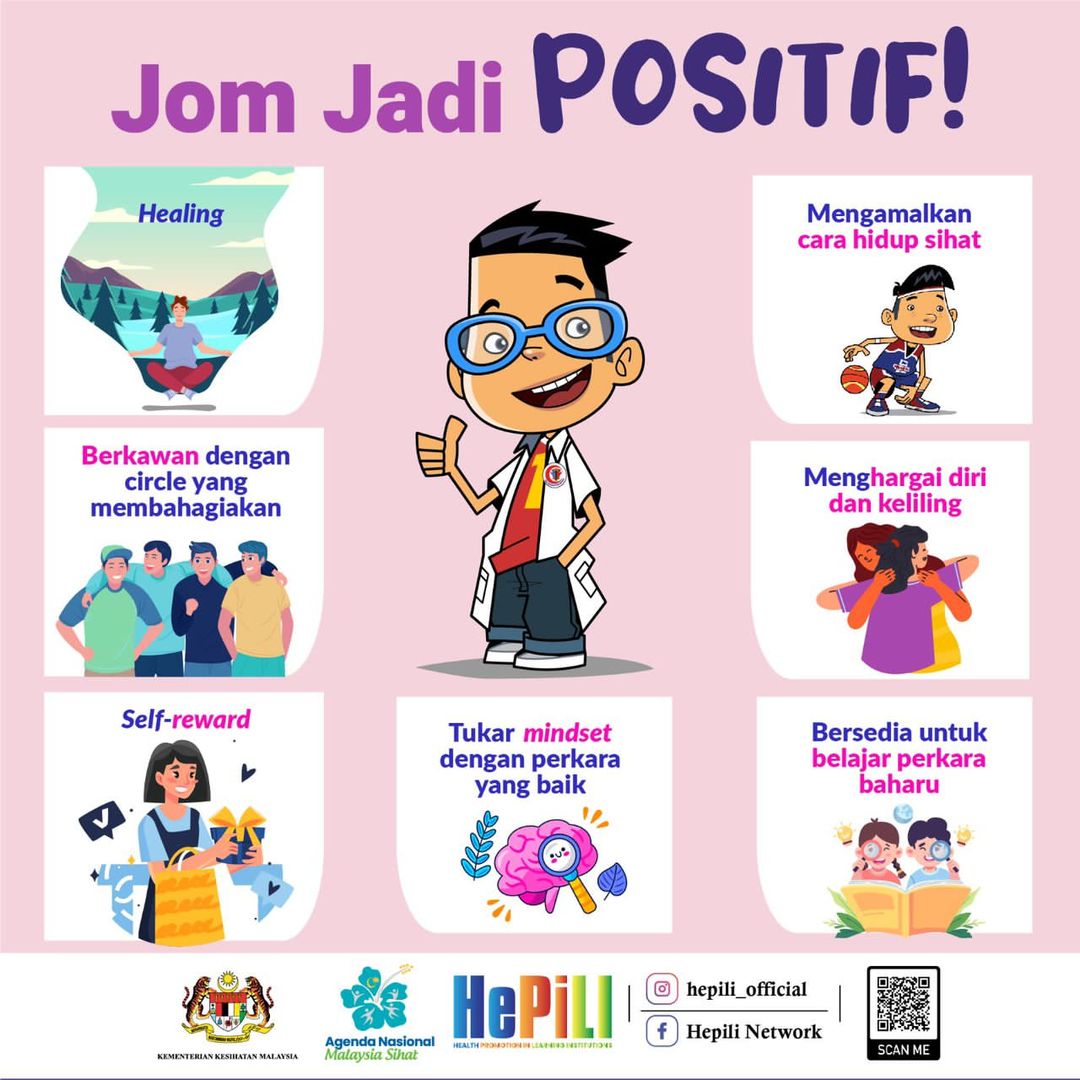 Jom Jadi POSITIF!
Healing
Mengamalkan
cara hidup sihat
Berkawan dengan
circle yang
membahagiakan
Menghargai diri
dan keliling
Self-reward
Tukar mindset
dengan perkara
yang baik
Bersedia untuk
belajar perkara
baharu
KEMENTERIAN KESIHATAN MALAYSIA
Agenda Nasional
Malaysia Sihat
HePiLI
HEALTH PROMOTION IN LEARNING INSTITUTIONS
hepili_official
Hepili Network
SCAN ME